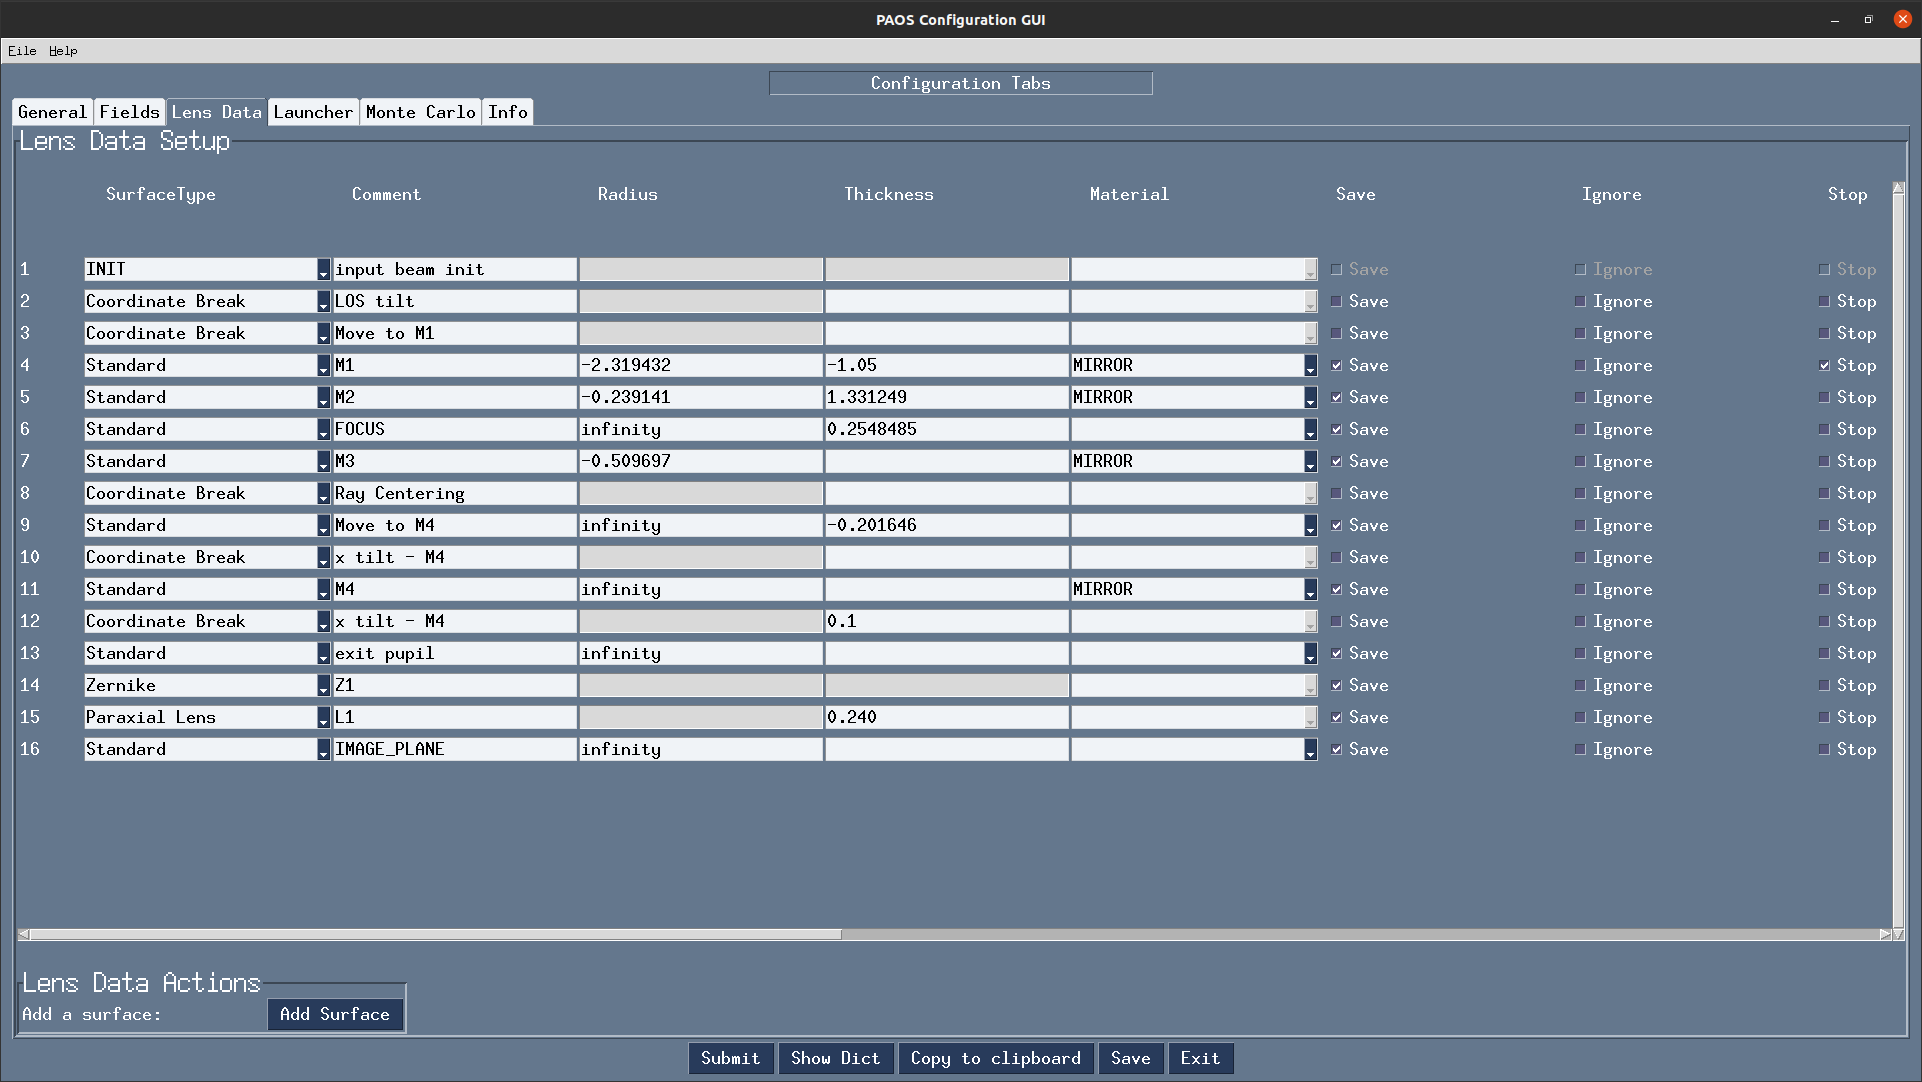 PAOS Configuration GUI
Eile Help
Configuration Tabs
General Fields Lens Data Launcher Monte Carlo Info
Lens Data Setup
SurfaceType Comment Radius Thickness Material Save Ignore Stop
1 INIT input beam init Save Ignore Stop
2 Coordinate Break LOS tilt Save Ignore Stop
3 Coordinate Break Move to M1 Save Ignore Stop
4 Standard M1 -2.319432 -1.05 MIRROR Save Ignore Stop
5 Standard M2 -0.239141 1.331249 MIRROR Save Ignore Stop
6 Standard FOCUS infinity 0.2548485 Save Ignore Stop
7 Standard M3 -0.509697 MIRROR Save Ignore Stop
8 Coordinate Break Ray Centering Save Ignore Stop
9 Standard Move to M4 infinity -0.201646 Save Ignore Stop
10 Coordinate Break x tilt - M4 Save Ignore Stop
11 Standard M4 infinity MIRROR Save Ignore Stop
12 Coordinate Break x tilt - M4 0.1 Save Ignore Stop
13 Standard exit pupil infinity Save Ignore Stop
14 Zernike Z1 Save Ignore Stop
15 Paraxial Lens L1 0.240 Save Ignore Stop
16 Standard IMAGE_PLANE infinity Save Ignore Stop
Lens Data Actions
Add a surface: Add Surface
Submit Show Dict Copy to clipboard Save Exit